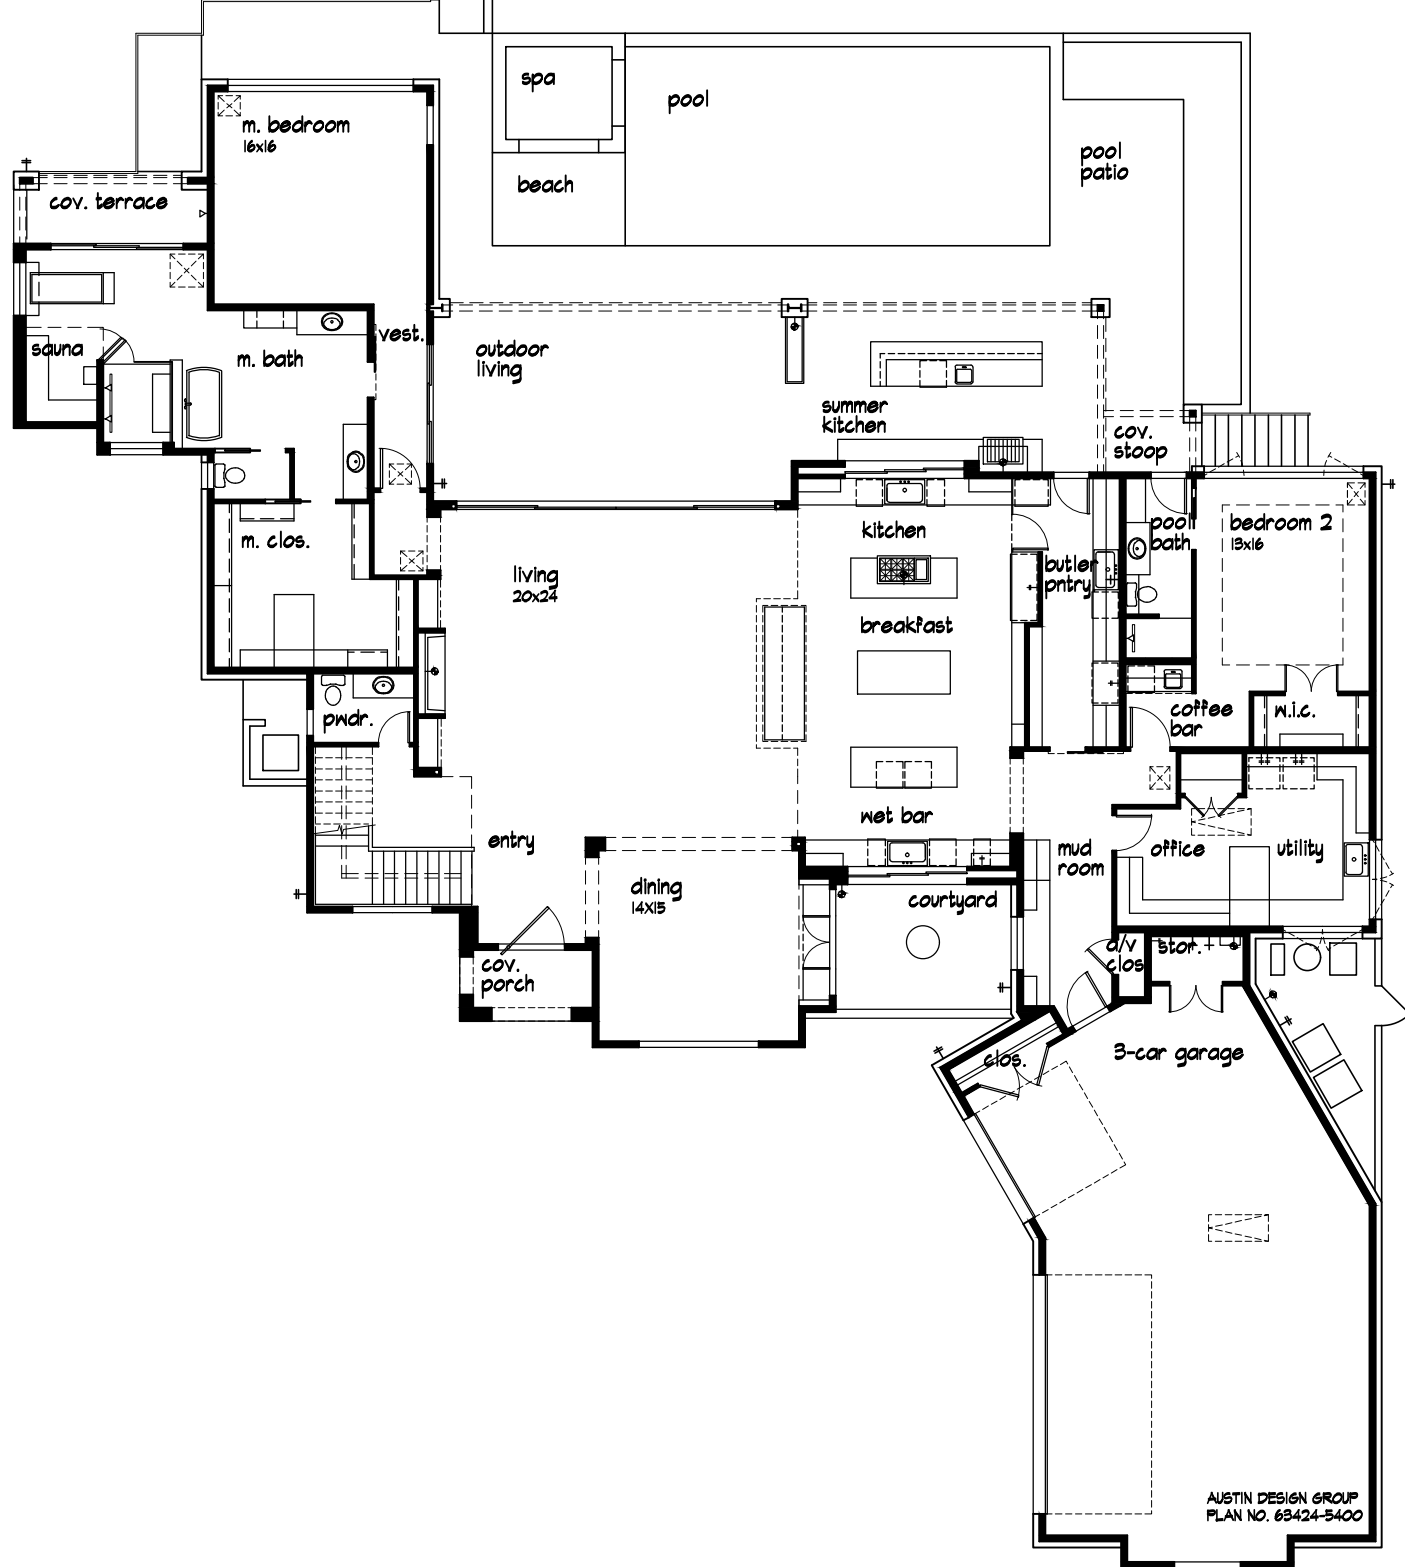 spa
pool
m. bedroom
16x16
pool
patio
beach
cov. terrace
vest.
sauna
m. bath
outdoor
living
summer
kitchen
cov.
stoop
m. clos.
kitchen
pool
bath
bedroom 2
13x16
living
20x24
butler
pntry
breakfast
pwdr.
coffee
bar
w.i.c.
entry
wet bar
mud
room
office
utility
dining
14X15
courtyard
cov.
porch
a/v
clos
stor.
clos.
3-car garage
AUSTIN DESIGN GROUP
PLAN NO. 63424-5400